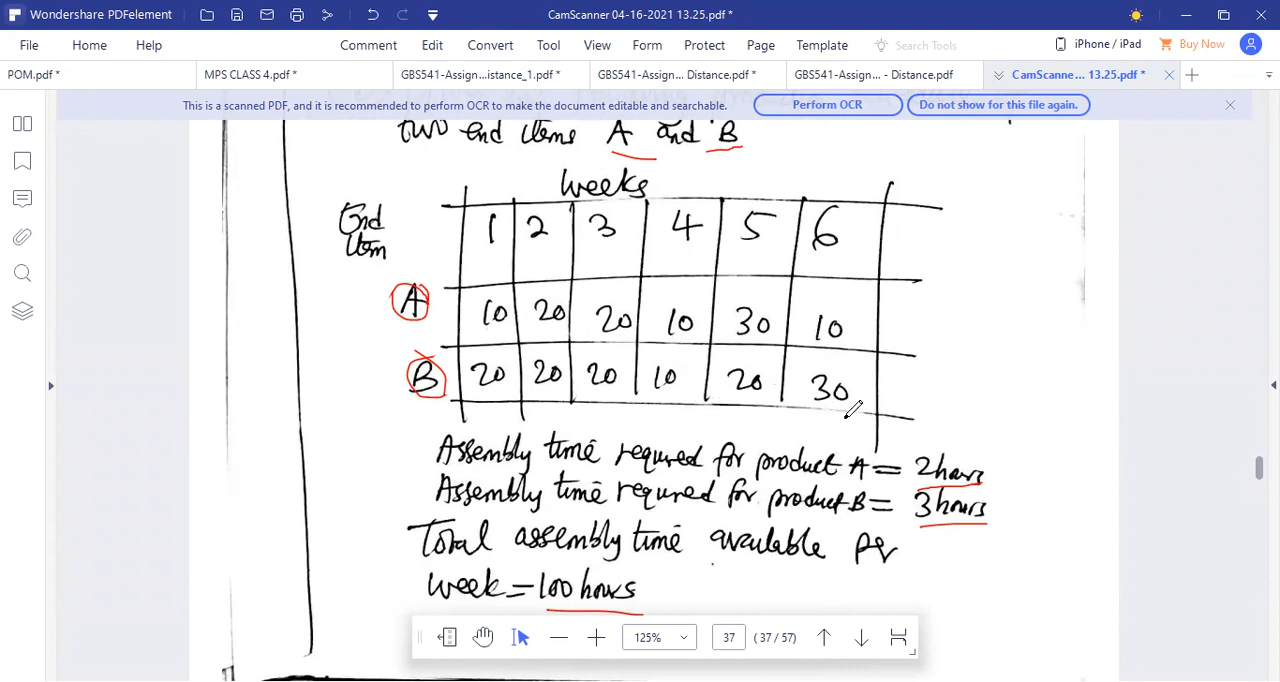 Wondershare PDFelement
CamScanner 04-16-2021 13.25.pdf *
File Home Help Comment Edit Convert Tool View Form Protect Page Template Search Tools iPhone / iPad Buy Now
POM.pdf * MPS CLASS 4.pdf * GBS541-Assign...istance_1.pdf * GBS541-Assign... Distance.pdf * GBS541-Assign... - Distance.pdf CamScanne... 13.25.pdf *
This is a scanned PDF, and it is recommended to perform OCR to make the document editable and searchable. Perform OCR Do not show for this file again.
two end items A and B
weeks
End Item 1 2 3 4 5 6
A 10 20 20 10 30 10
B 20 20 20 10 20 30
Assembly time requred for product A = 2 hours
Assembly time requred for product B = 3 hours
Total assembly time available per
week = 100 hours
125% 37 (37 / 57)